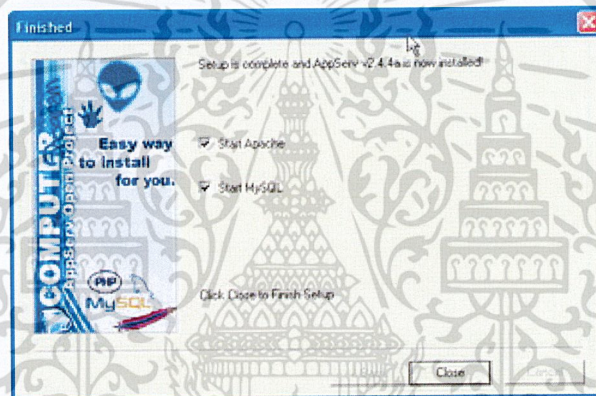 Finished
Setup is complete and AppServ v2.4.4a is now installed!
Easy way
to Install
for you.
COMPUTER
AppServ Open Project
Start Apache
Start MySQL
PHP
MySQL
Click Close to Finish Setup
Close
Cancel